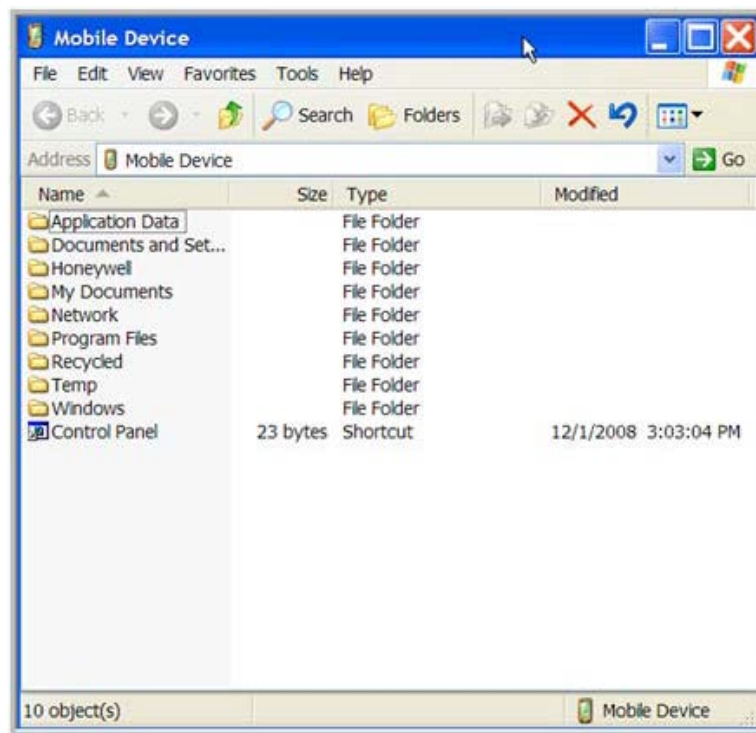 Mobile Device
File Edit View Favorites Tools Help
Back Search Folders
Address Mobile Device Go
Name Size Type Modified
Application Data File Folder
Documents and Set... File Folder
Honeywell File Folder
My Documents File Folder
Network File Folder
Program Files File Folder
Recycled File Folder
Temp File Folder
Windows File Folder
Control Panel 23 bytes Shortcut 12/1/2008 3:03:04 PM
10 object(s) Mobile Device